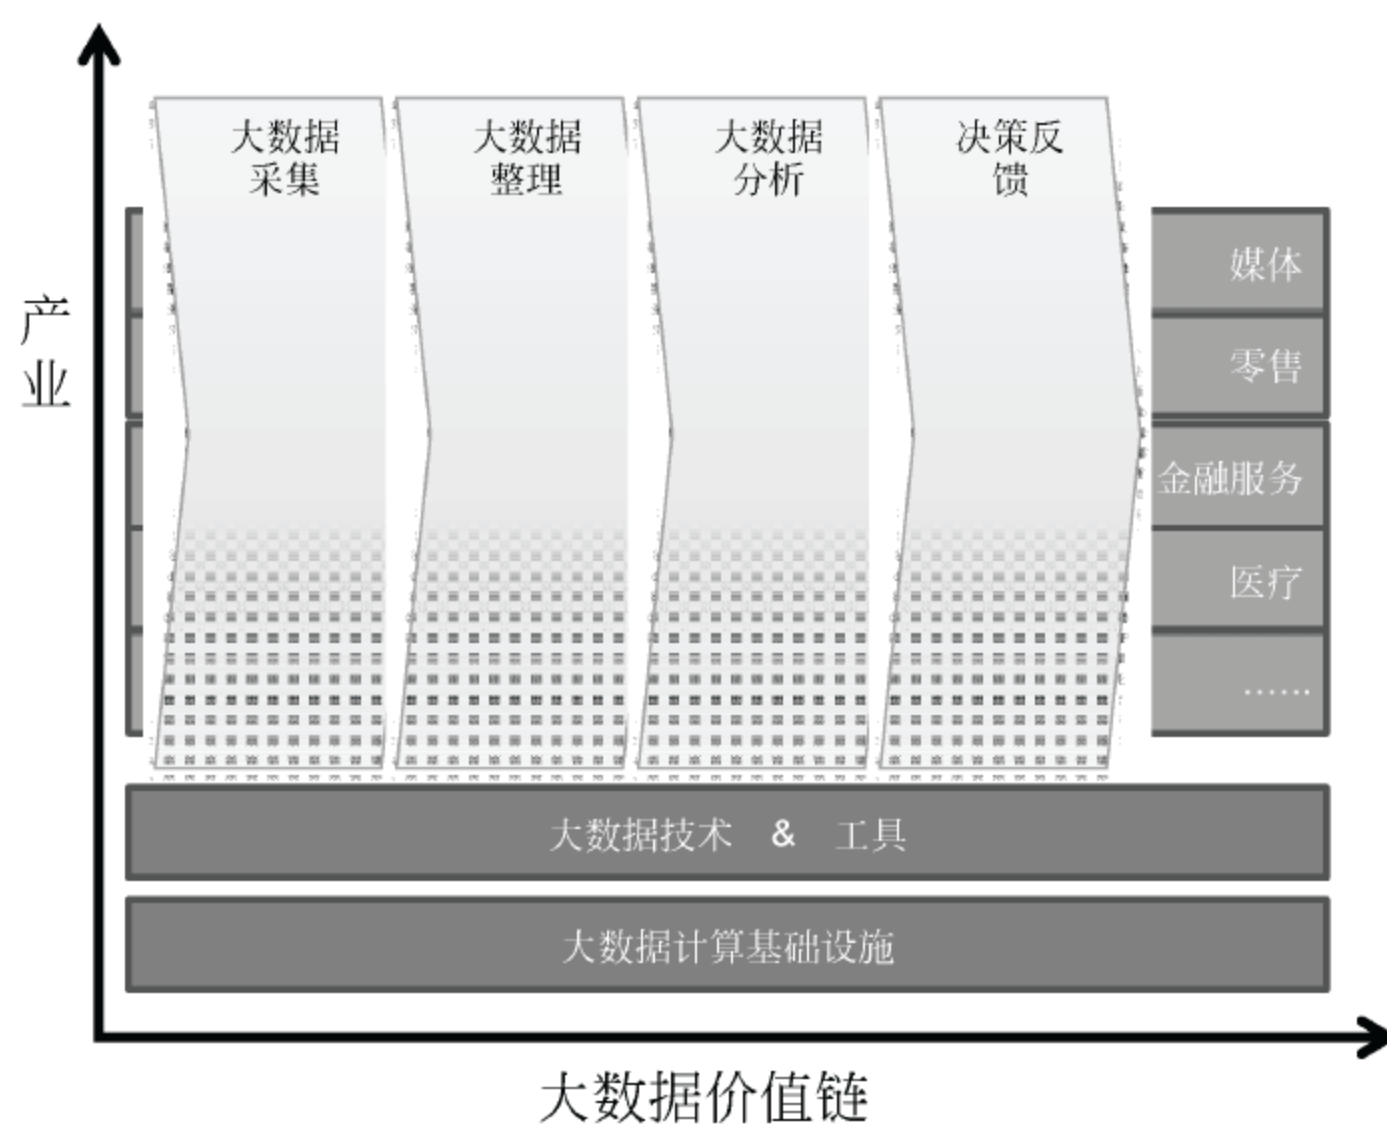 产
业
大数据
采集
大数据
整理
大数据
分析
决策反
馈
媒体
零售
金融服务
医疗
……
大数据技术 & 工具
大数据计算基础设施
大数据价值链